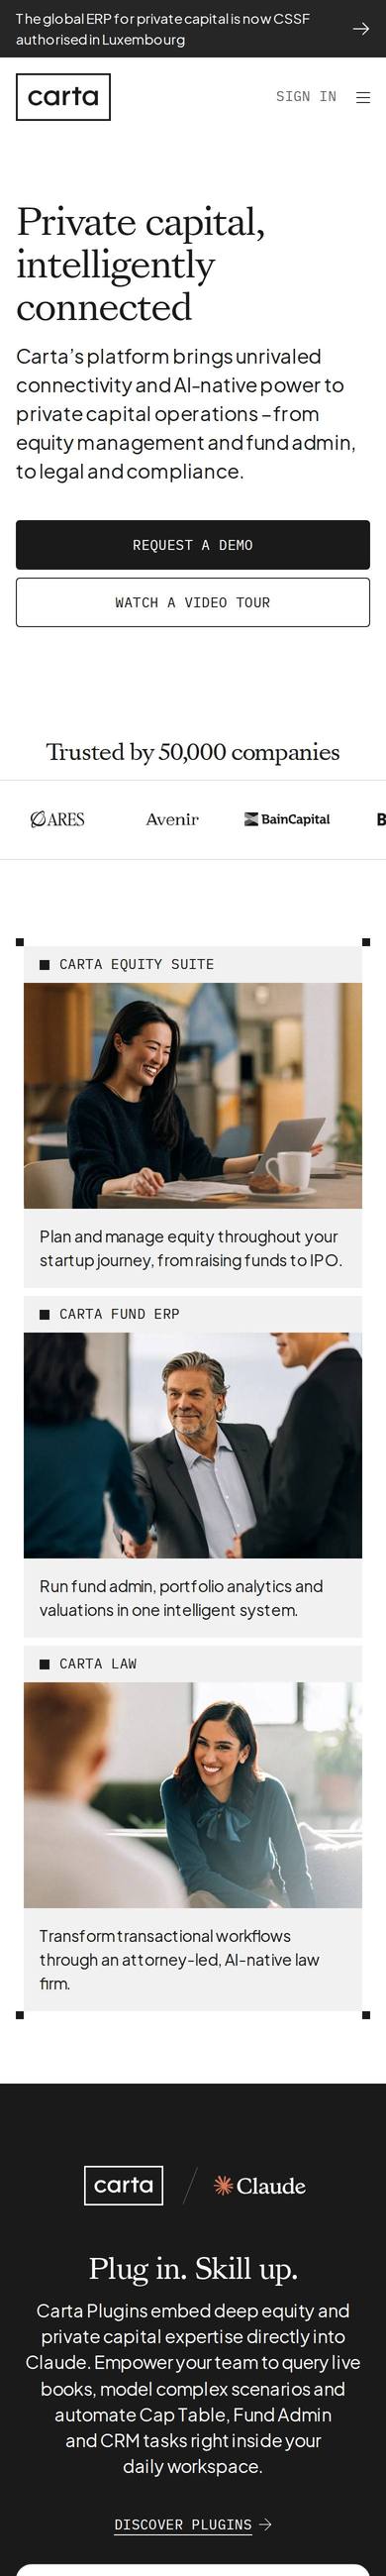 The global ERP for private capital is now CSSF
authorised in Luxembourg
carta
SIGN IN
Private capital,
intelligently
connected
Carta's platform brings unrivaled
connectivity and AI-native power to
private capital operations – from
equity management and fund admin,
to legal and compliance.
REQUEST A DEMO
WATCH A VIDEO TOUR
Trusted by 50,000 companies
ARES Avenir BainCapital B
CARTA EQUITY SUITE
Plan and manage equity throughout your
startup journey, from raising funds to IPO.
CARTA FUND ERP
Run fund admin, portfolio analytics and
valuations in one intelligent system.
CARTA LAW
Transform transactional workflows
through an attorney-led, AI-native law
firm.
carta / Claude
Plug in. Skill up.
Carta Plugins embed deep equity and
private capital expertise directly into
Claude. Empower your team to query live
books, model complex scenarios and
automate Cap Table, Fund Admin
and CRM tasks right inside your
daily workspace.
DISCOVER PLUGINS